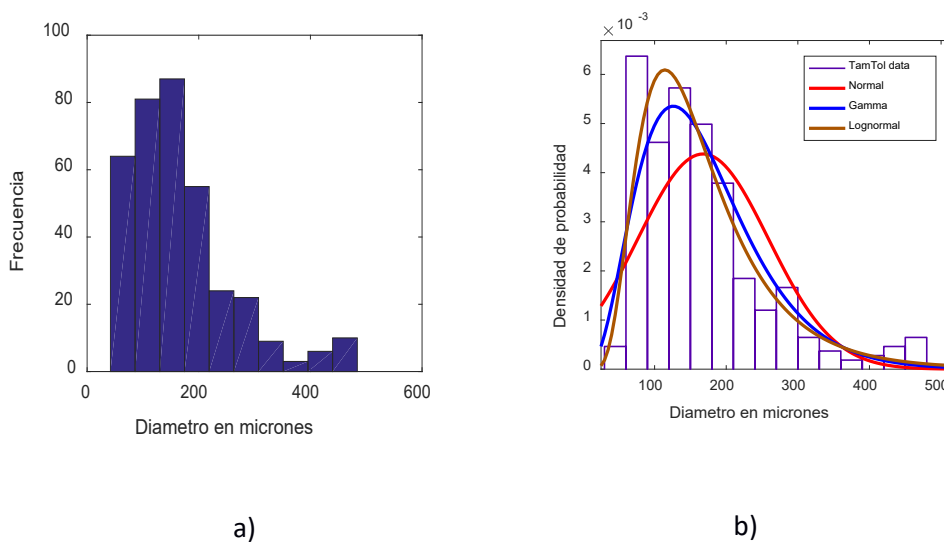 100
80
60
40
20
0
Frecuencia
0 200 400 600
Diametro en micrones
a)
× 10 -3
6
5
4
3
2
1
0
Densidad de probabilidad
TamTol data
Normal
Gamma
Lognormal
100 200 300 400 500
Diametro en micrones
b)